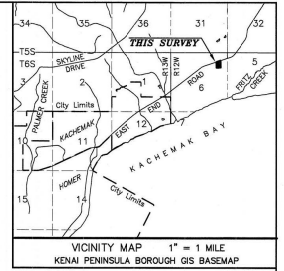 34
35
36
31
32
THIS SURVEY
T5S
T6S
SKYLINE
DRIVE
R13W
R12W
ROAD
5
3
2
1
6
FRITZ
CREEK
City Limits
PALMER CREEK
KACHEMAK
EAST
END
10
11
12
7
KACHEMAK BAY
HOMER
City Limits
15
14
VICINITY MAP 1" = 1 MILE
KENAI PENINSULA BOROUGH GIS BASEMAP